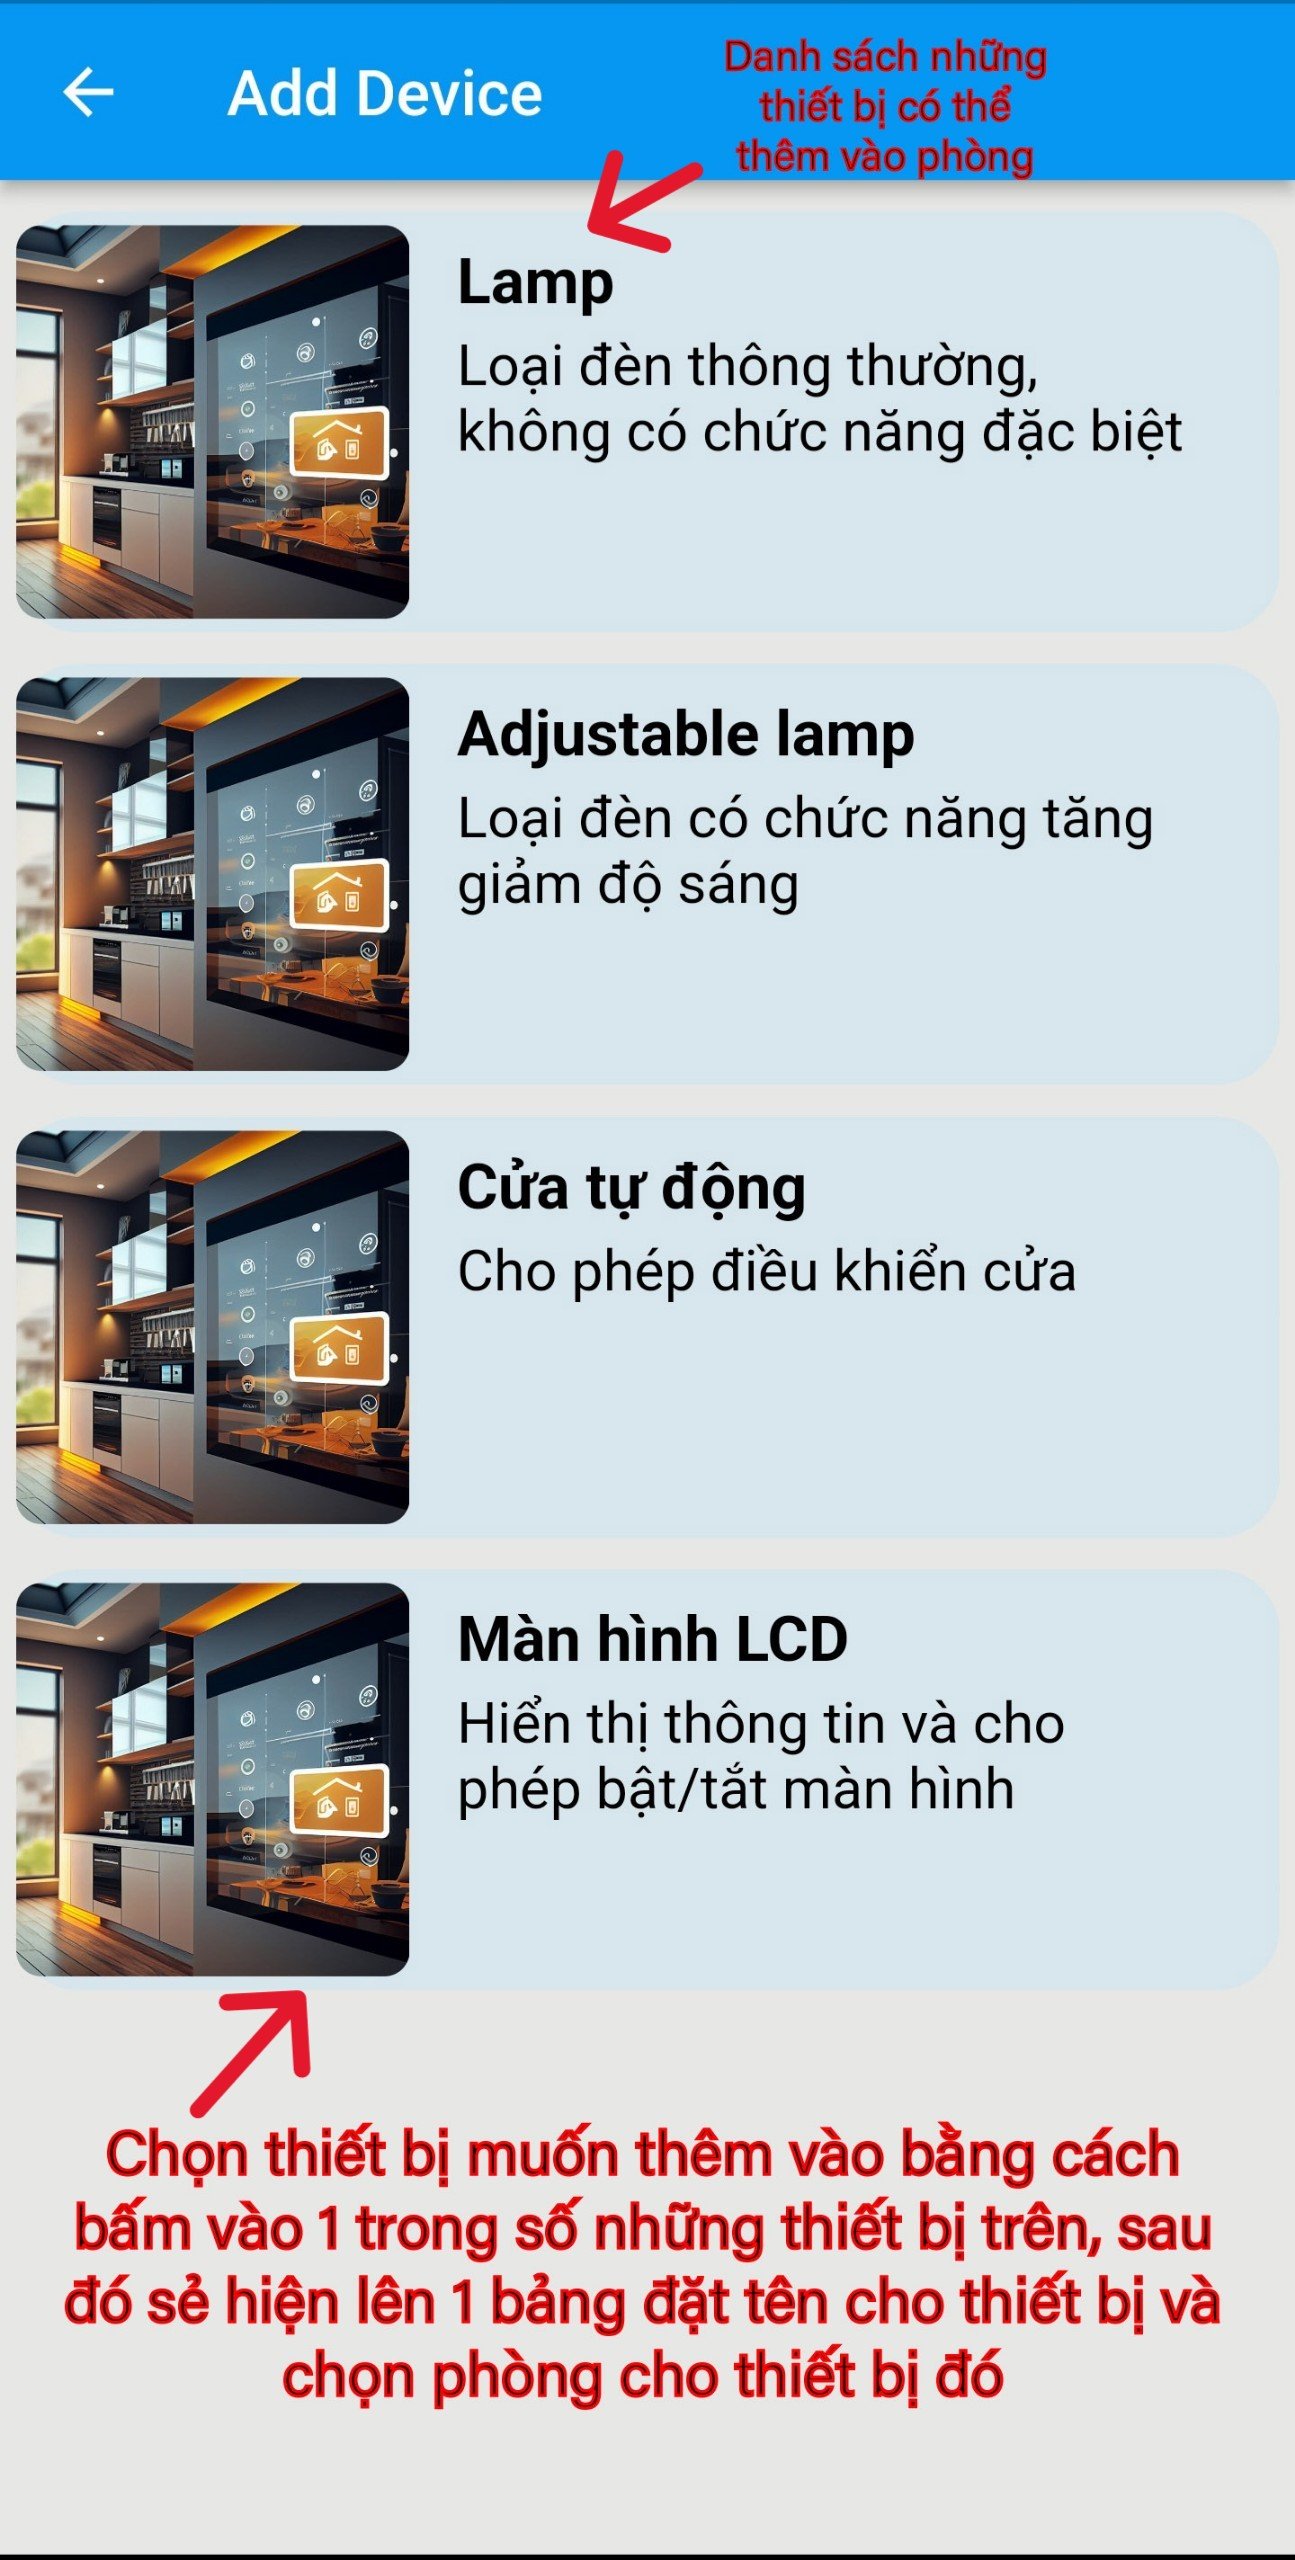 Add Device
Danh sách những
thiết bị có thể
thêm vào phòng
Lamp
Loại đèn thông thường,
không có chức năng đặc biệt
Adjustable lamp
Loại đèn có chức năng tăng
giảm độ sáng
Cửa tự động
Cho phép điều khiển cửa
Màn hình LCD
Hiển thị thông tin và cho
phép bật/tắt màn hình
Chọn thiết bị muốn thêm vào bằng cách
bấm vào 1 trong số những thiết bị trên, sau
đó sẻ hiện lên 1 bảng đặt tên cho thiết bị và
chọn phòng cho thiết bị đó